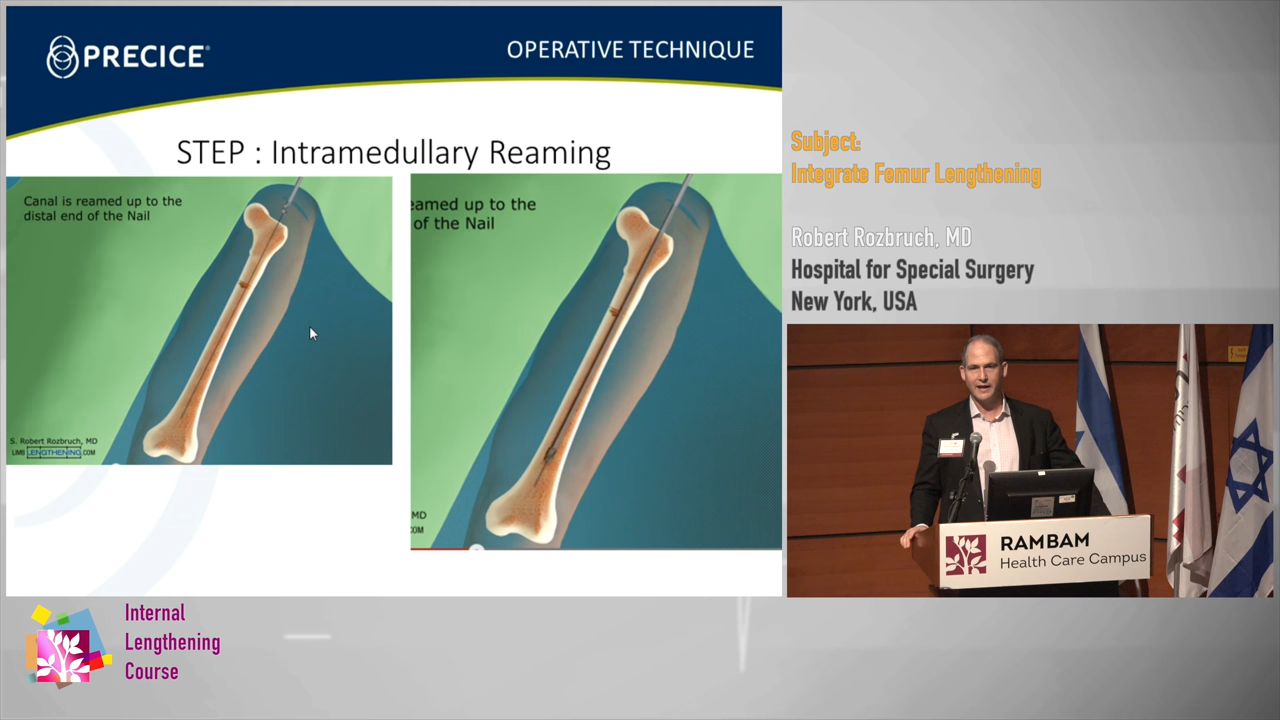 PRECICE
OPERATIVE TECHNIQUE
STEP : Intramedullary Reaming
Canal is reamed up to the
distal end of the Nail
S. Robert Rozbruch, MD
LIMB LENGTHENING.COM
eamed up to the
of the Nail
MD
COM
Subject:
Integrate Femur Lengthening
Robert Rozbruch, MD
Hospital for Special Surgery
New York, USA
RAMBAM
Health Care Campus
Internal
Lengthening
Course